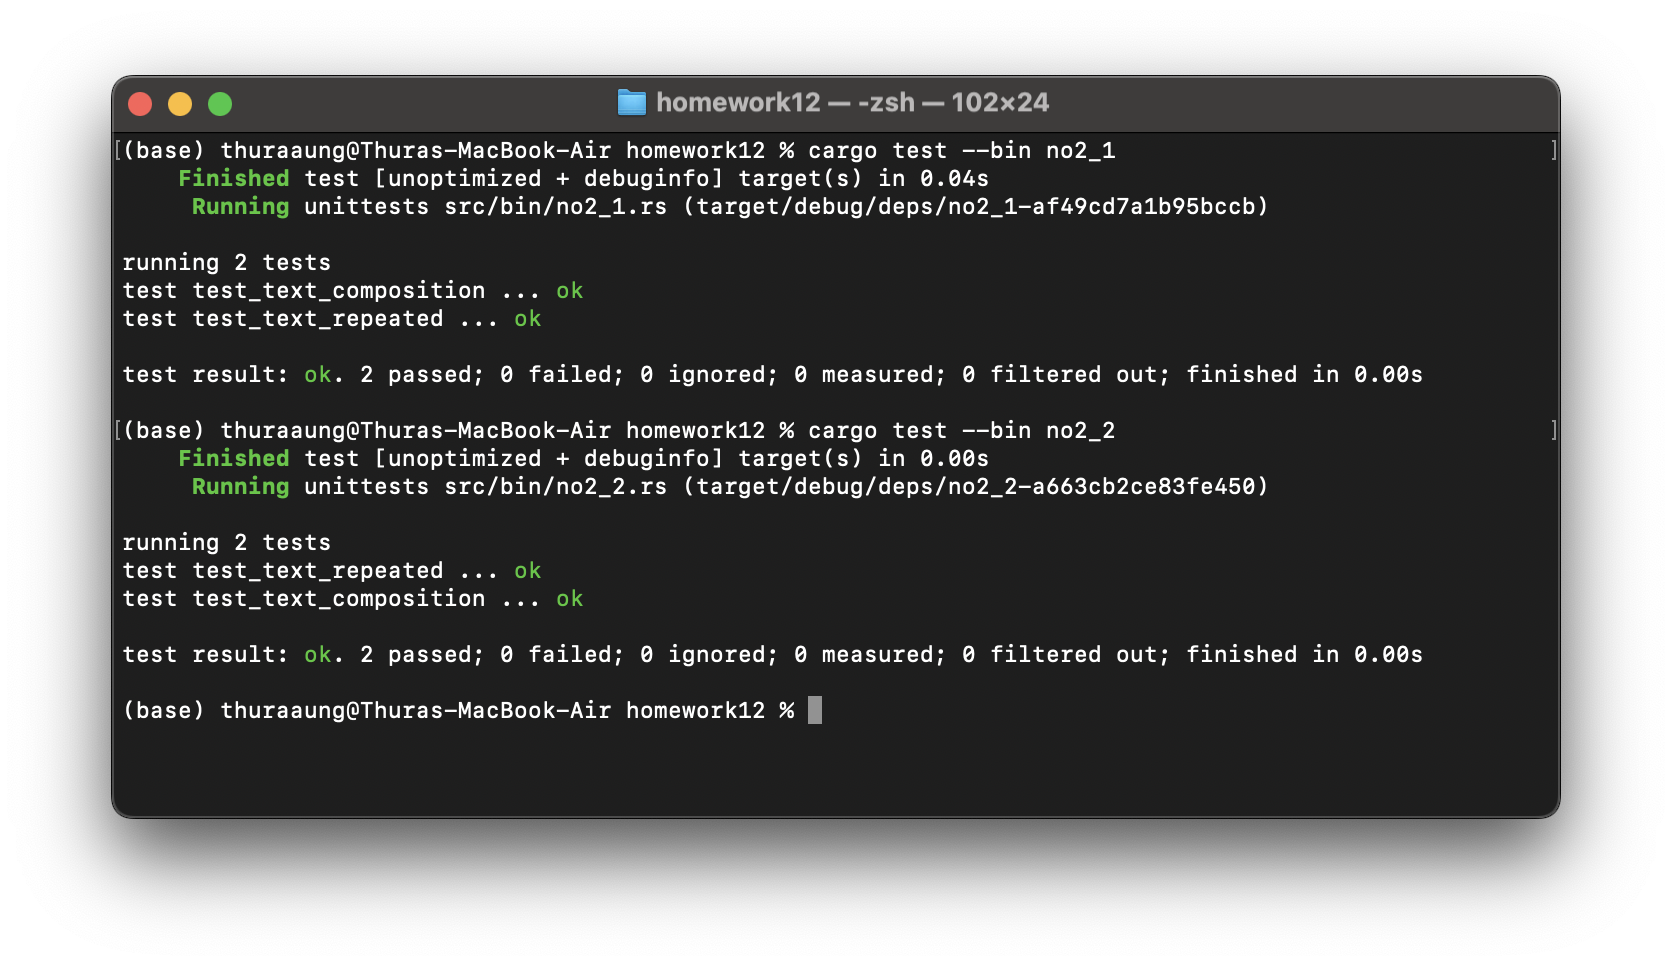 homework12 — -zsh — 102×24
[(base) thuraaung@Thuras-MacBook-Air homework12 % cargo test --bin no2_1 ]
Finished test [unoptimized + debuginfo] target(s) in 0.04s
Running unittests src/bin/no2_1.rs (target/debug/deps/no2_1-af49cd7a1b95bccb)
running 2 tests
test test_text_composition ... ok
test test_text_repeated ... ok
test result: ok. 2 passed; 0 failed; 0 ignored; 0 measured; 0 filtered out; finished in 0.00s
[(base) thuraaung@Thuras-MacBook-Air homework12 % cargo test --bin no2_2 ]
Finished test [unoptimized + debuginfo] target(s) in 0.00s
Running unittests src/bin/no2_2.rs (target/debug/deps/no2_2-a663cb2ce83fe450)
running 2 tests
test test_text_repeated ... ok
test test_text_composition ... ok
test result: ok. 2 passed; 0 failed; 0 ignored; 0 measured; 0 filtered out; finished in 0.00s
(base) thuraaung@Thuras-MacBook-Air homework12 %